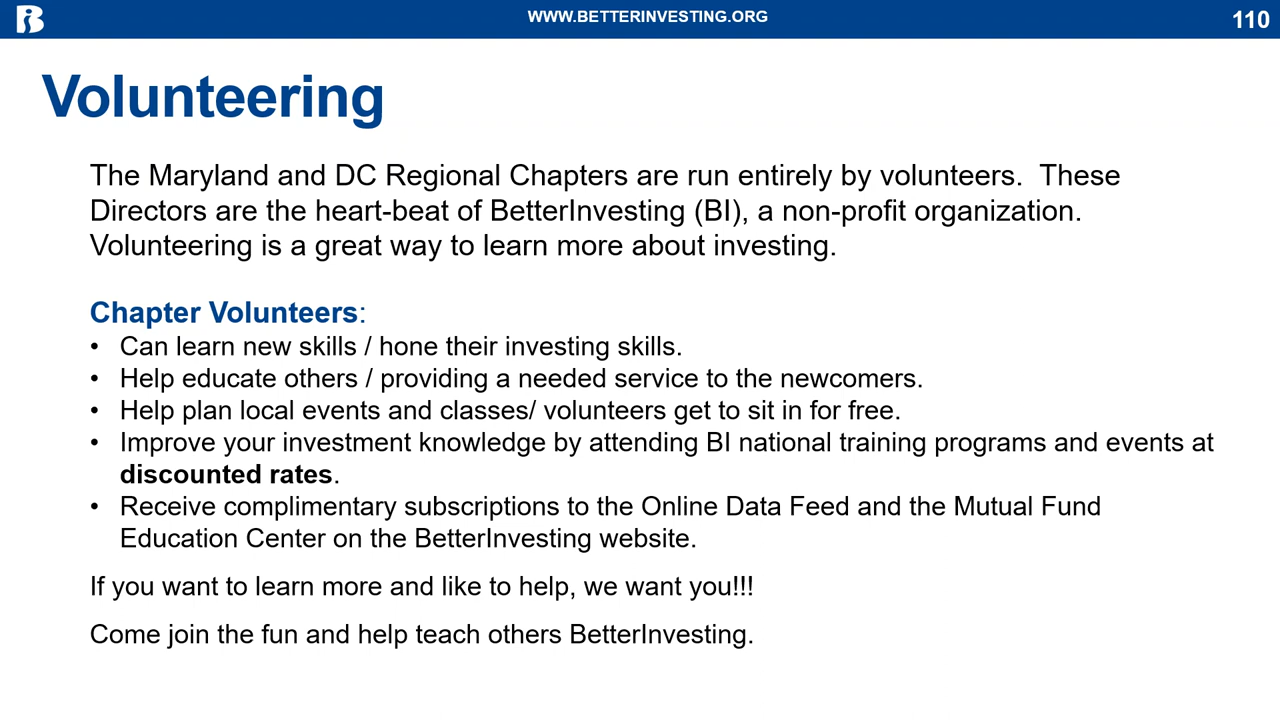 WWW.BETTERINVESTING.ORG
110
Volunteering
The Maryland and DC Regional Chapters are run entirely by volunteers.  These
Directors are the heart-beat of BetterInvesting (BI), a non-profit organization.
Volunteering is a great way to learn more about investing.
Chapter Volunteers:
• Can learn new skills / hone their investing skills.
• Help educate others / providing a needed service to the newcomers.
• Help plan local events and classes/ volunteers get to sit in for free.
• Improve your investment knowledge by attending BI national training programs and events at
discounted rates.
• Receive complimentary subscriptions to the Online Data Feed and the Mutual Fund
Education Center on the BetterInvesting website.
If you want to learn more and like to help, we want you!!!
Come join the fun and help teach others BetterInvesting.